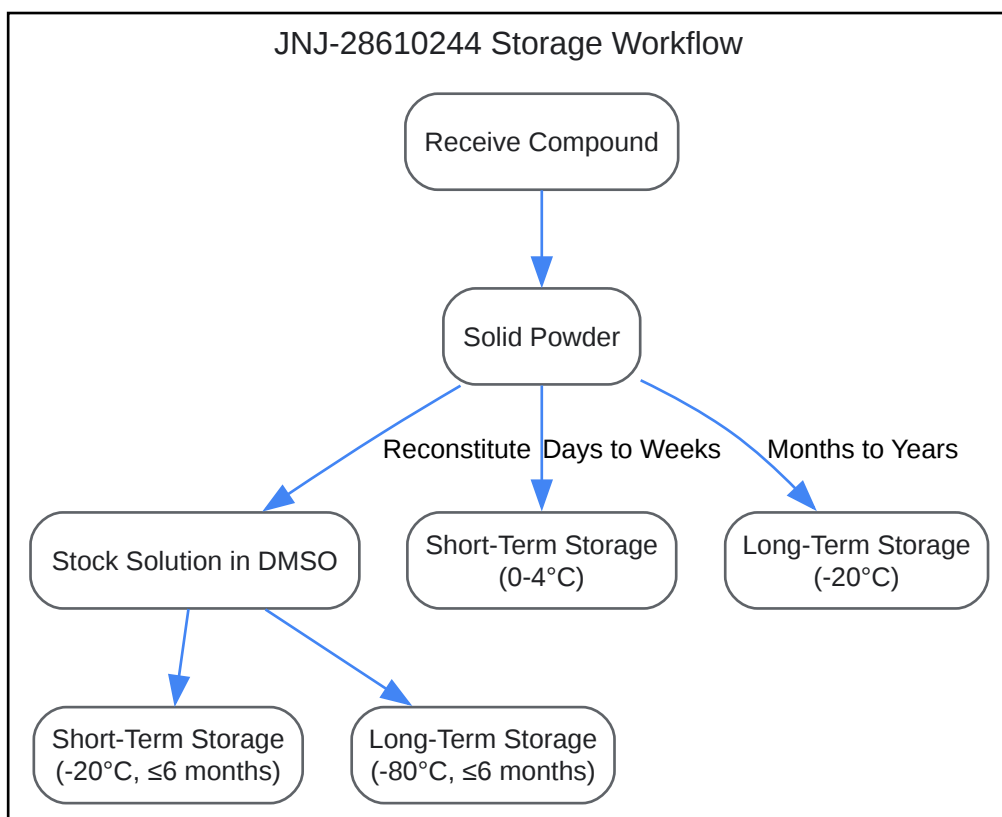 JNJ-28610244 Storage Workflow
Receive Compound
Solid Powder
Reconstitute
Days to Weeks
Months to Years
Stock Solution in DMSO
Short-Term Storage
(0-4°C)
Long-Term Storage
(-20°C)
Short-Term Storage
(-20°C, ≤6 months)
Long-Term Storage
(-80°C, ≤6 months)